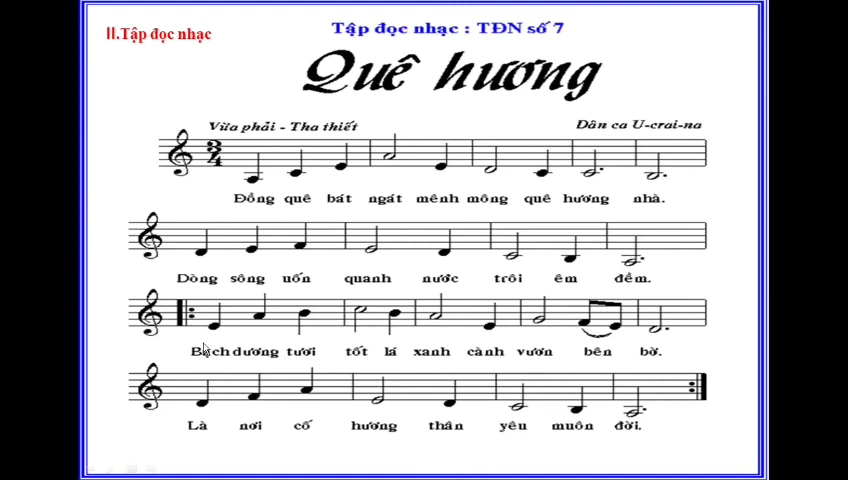 II.Tập đọc nhạc
Tập đọc nhạc : TĐN số 7
Quê hương
Vừa phải - Tha thiết
Dân ca U-crai-na
3
4
Đồng quê bát ngát mênh mông quê hương nhà.
Dòng sông uốn quanh nước trôi êm đềm.
Bạch dương tươi tốt lá xanh cành vươn bên bờ.
Là nơi cố hương thân yêu muôn đời.